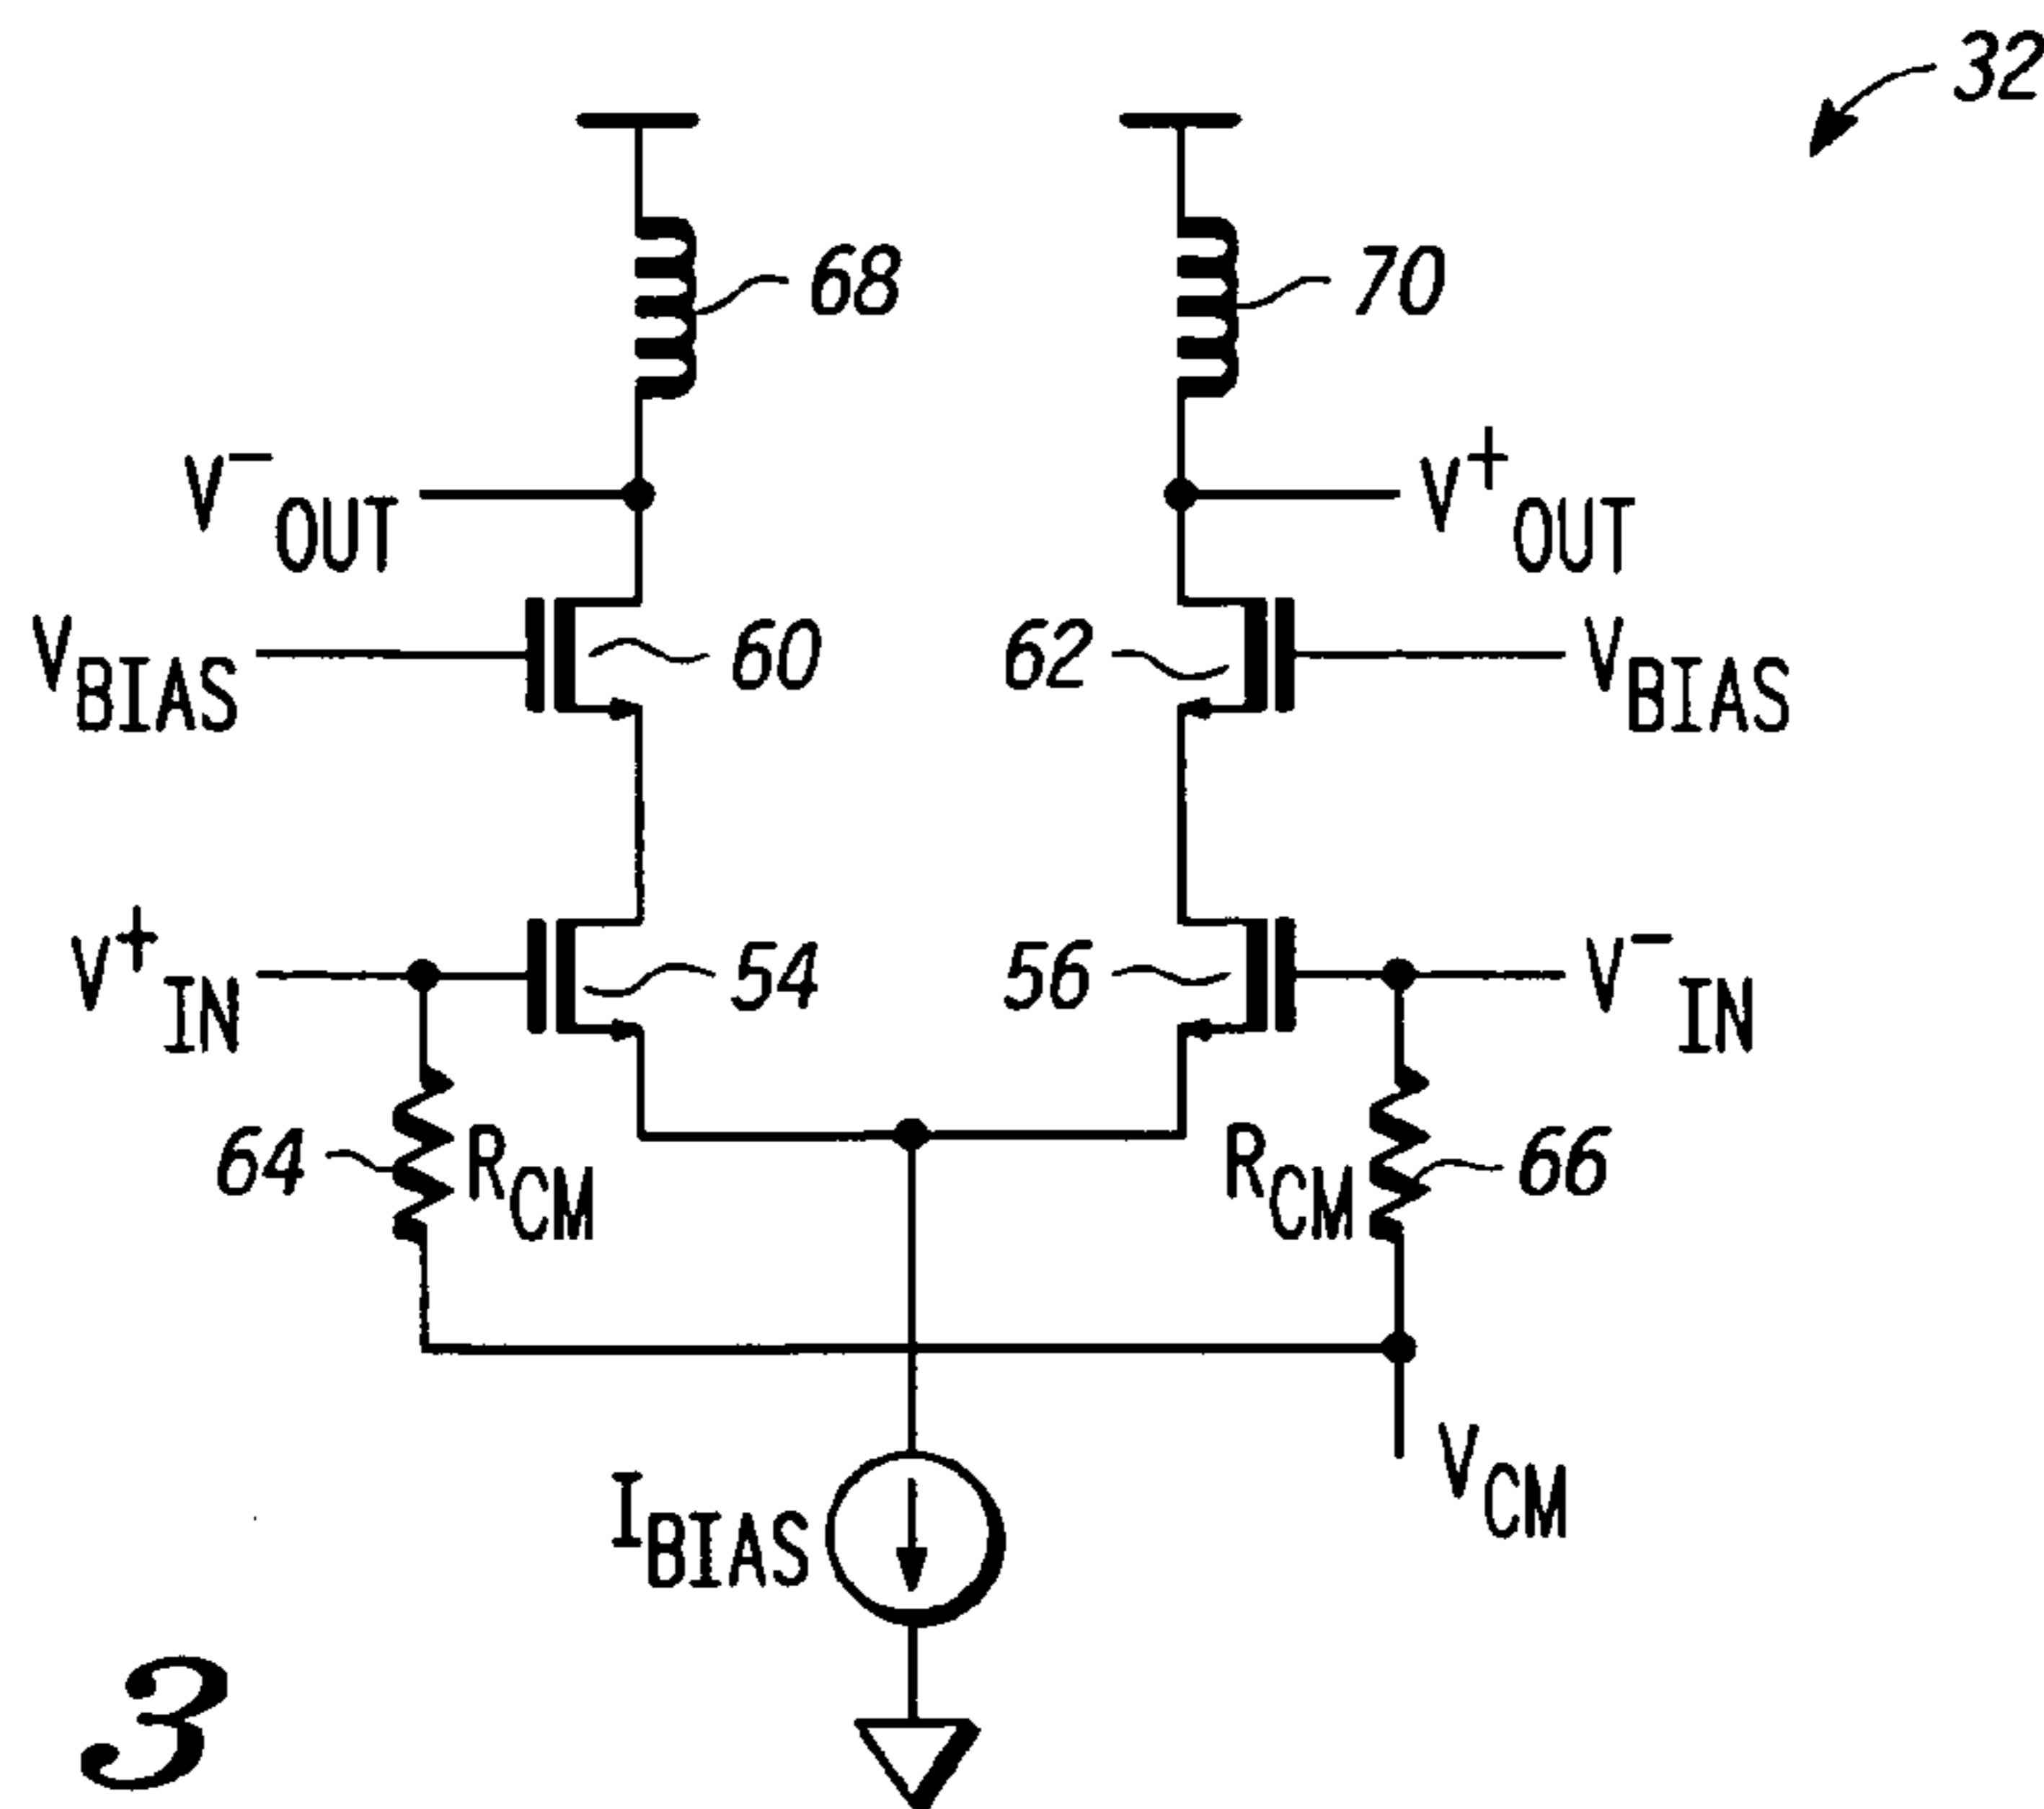 32
68
70
V⁻OUT
V⁺OUT
VBIAS
60
62
VBIAS
V⁺IN
54
56
V⁻IN
64
RCM
RCM
66
IBIAS
VCM
3